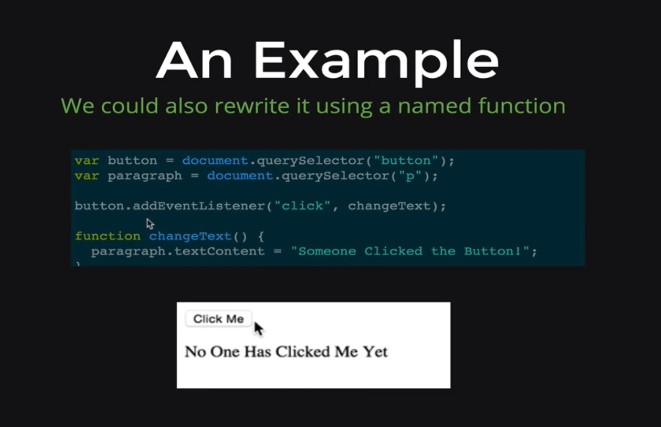 An Example
We could also rewrite it using a named function
var button = document.querySelector("button");
var paragraph = document.querySelector("p");
button.addEventListener("click", changeText);
function changeText() {
  paragraph.textContent = "Someone Clicked the Button!";
}
Click Me
No One Has Clicked Me Yet